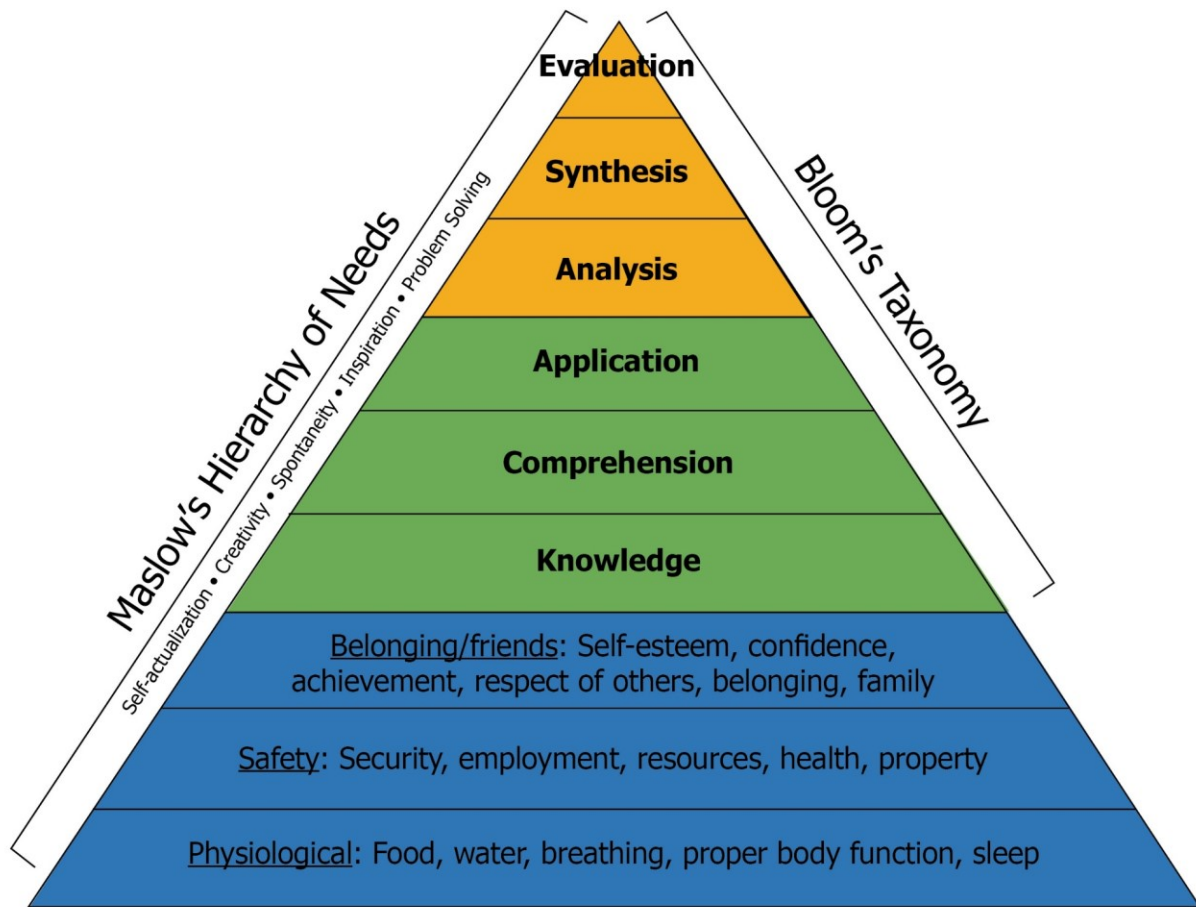 Evaluation
Synthesis
Analysis
Application
Comprehension
Knowledge
Belonging/friends: Self-esteem, confidence,
achievement, respect of others, belonging, family
Safety: Security, employment, resources, health, property
Physiological: Food, water, breathing, proper body function, sleep
Maslow's Hierarchy of Needs
Self-actualization • Creativity • Spontaneity • Inspiration • Problem Solving
Bloom's Taxonomy